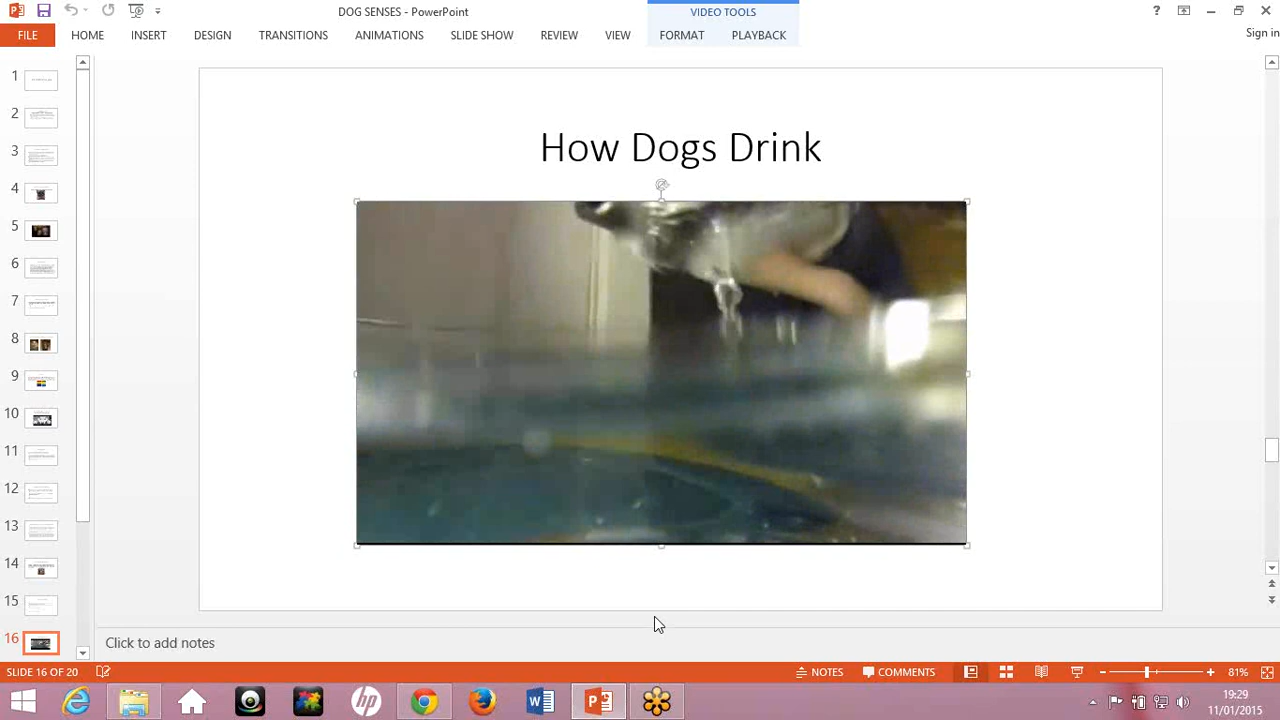 DOG SENSES - PowerPoint
VIDEO TOOLS
?
FILE
HOME
INSERT
DESIGN
TRANSITIONS
ANIMATIONS
SLIDE SHOW
REVIEW
VIEW
FORMAT
PLAYBACK
Sign in
1
2
3
4
5
6
7
8
9
10
11
12
13
14
15
16
How Dogs Drink
Click to add notes
SLIDE 16 OF 20
NOTES
COMMENTS
81%
hp
19:29
11/01/2015